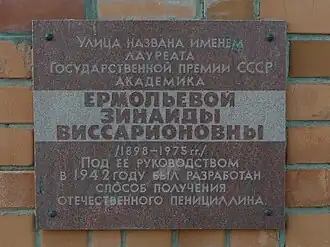 Улица названа именем
лауреата
Государственной премии СССР
академика
ЕРМОЛЬЕВОЙ
ЗИНАИДЫ
ВИССАРИОНОВНЫ
/1898-1975 гг./
Под её руководством
в 1942 году был разработан
способ получения
отечественного пенициллина.